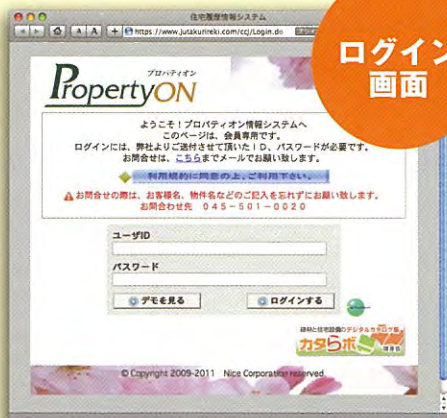 住宅履歴情報システム
A A + https://www.jutakurireki.com/ccj/Login.do
ログイン
画面
プロパティオン
PropertyON
ようこそ！プロパティオン情報システムへ
このページは、会員専用です。
ログインには、弊社よりご送付させて頂いたＩＤ、パスワードが必要です。
お問合せは、こちらまでメールでお願い致します。
利用規約に同意の上、ご利用下さい。
お問合せの際は、お客様名、物件名などのご記入を忘れずにお願い致します。
お問合わせ先　０４５－５０１－００２０
ユーザID
パスワード
デモを見る
ログインする
建材と住宅設備のデジタルカタログ集
カタらボ
© Copyright 2009-2011 Nice Corporation reserved.